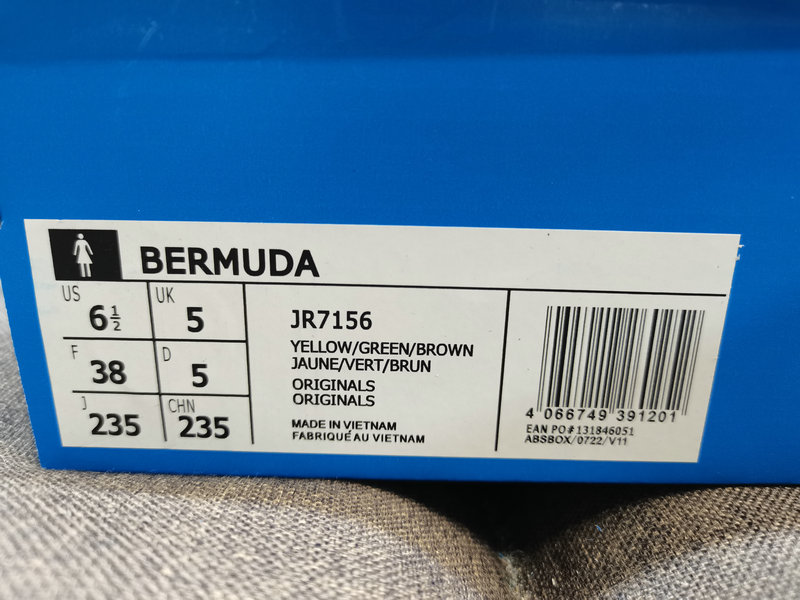 BERMUDA
US 6½ UK 5
F 38 D 5
J 235 CHN 235
JR7156
YELLOW/GREEN/BROWN
JAUNE/VERT/BRUN
ORIGINALS
ORIGINALS
MADE IN VIETNAM
FABRIQUÉ AU VIETNAM
4 066749 391201
EAN PO#131846051
ABSBOX/0722/V11